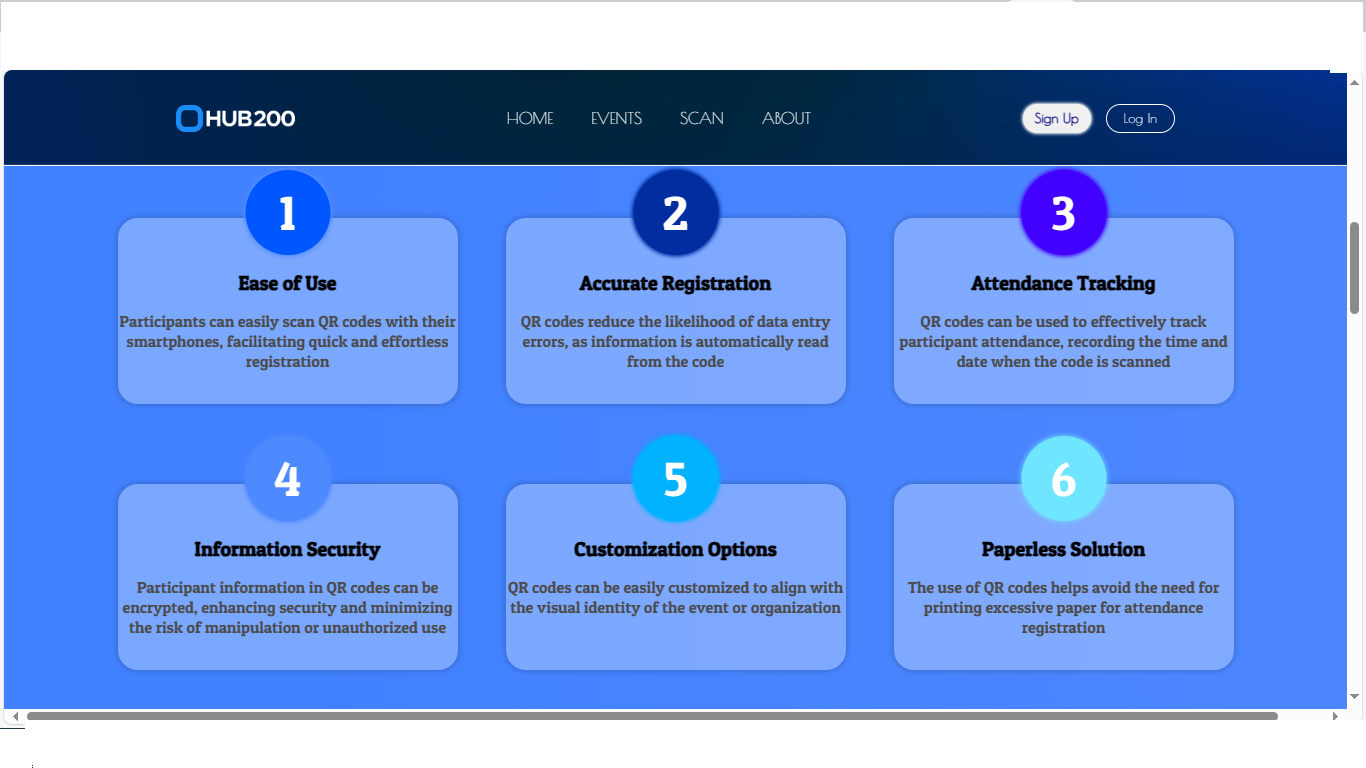 HUB200
HOME EVENTS SCAN ABOUT
Sign Up Log In
1
Ease of Use
Participants can easily scan QR codes with their
smartphones, facilitating quick and effortless
registration
2
Accurate Registration
QR codes reduce the likelihood of data entry
errors, as information is automatically read
from the code
3
Attendance Tracking
QR codes can be used to effectively track
participant attendance, recording the time and
date when the code is scanned
4
Information Security
Participant information in QR codes can be
encrypted, enhancing security and minimizing
the risk of manipulation or unauthorized use
5
Customization Options
QR codes can be easily customized to align with
the visual identity of the event or organization
6
Paperless Solution
The use of QR codes helps avoid the need for
printing excessive paper for attendance
registration